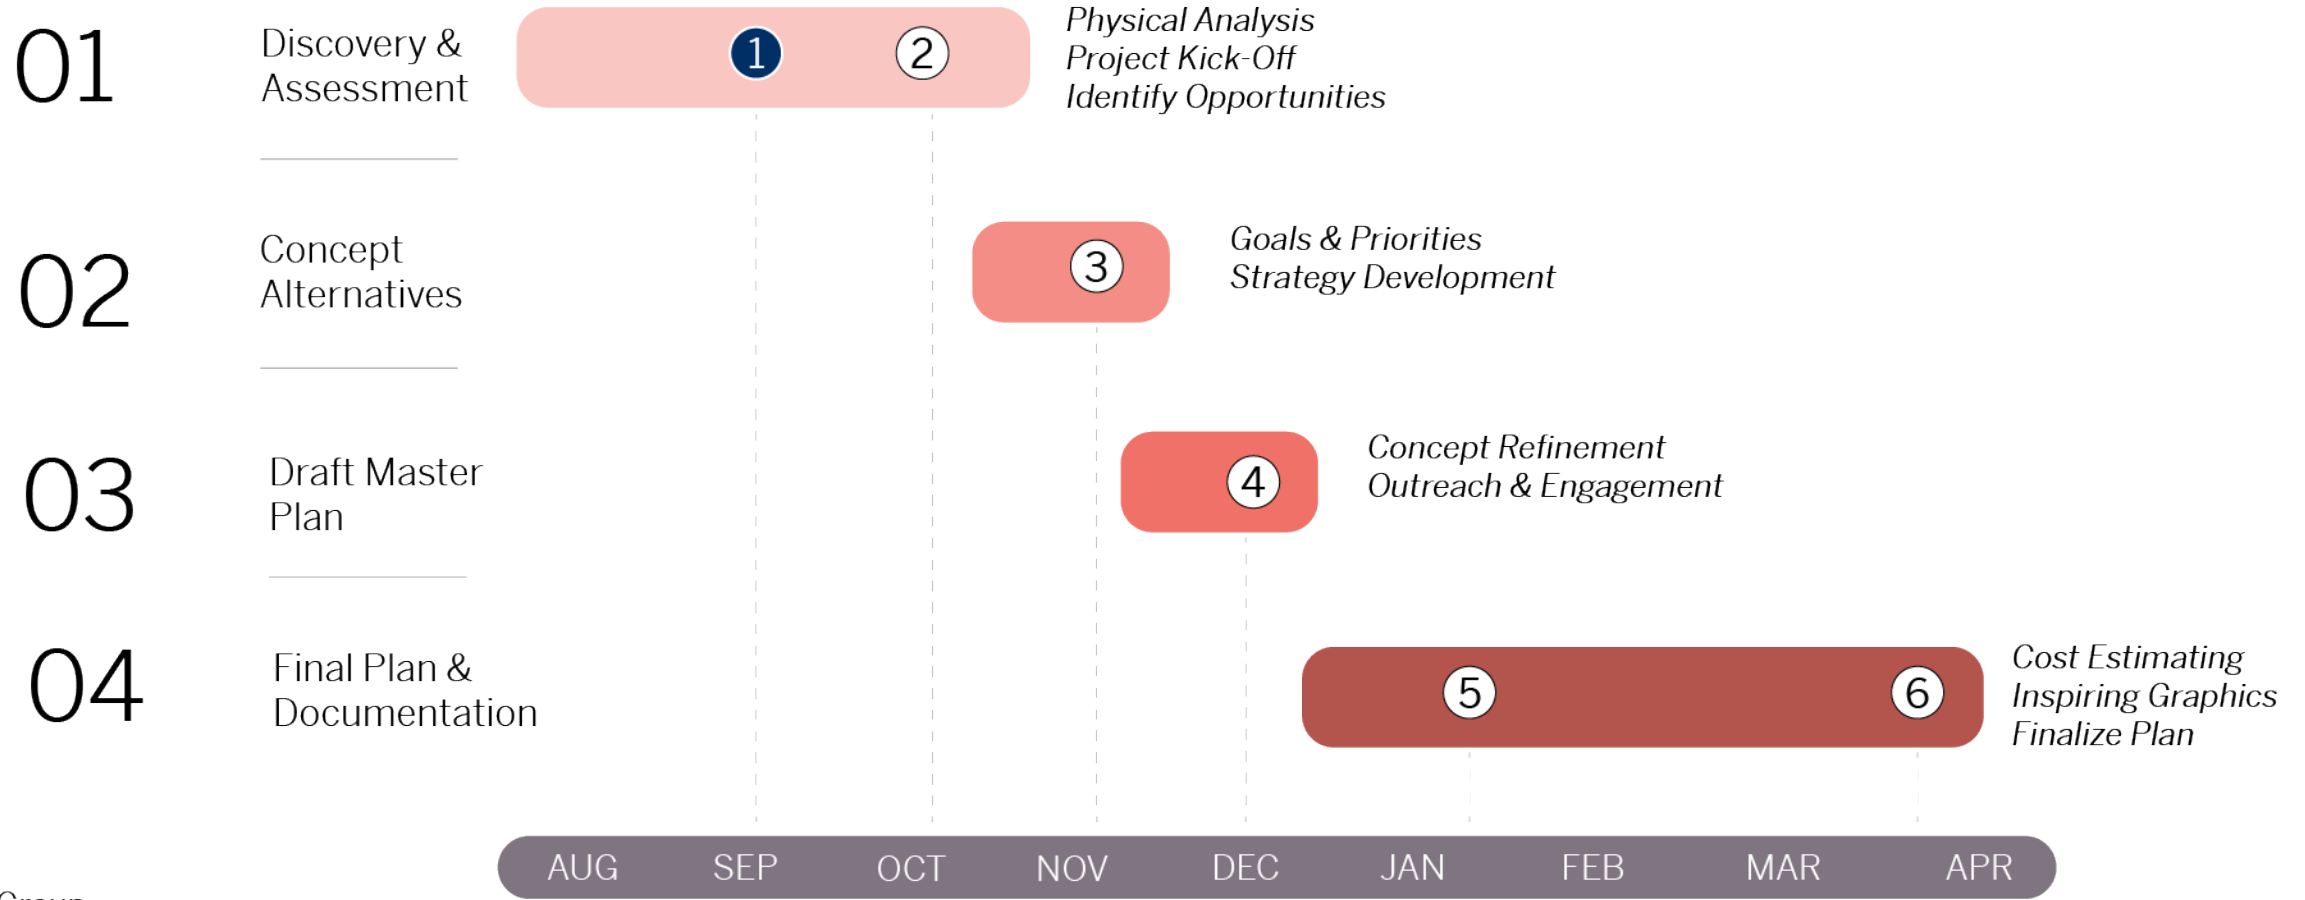 01
Discovery &
Assessment
1
2
Physical Analysis
Project Kick-Off
Identify Opportunities
02
Concept
Alternatives
3
Goals & Priorities
Strategy Development
03
Draft Master
Plan
4
Concept Refinement
Outreach & Engagement
04
Final Plan &
Documentation
5
6
Cost Estimating
Inspiring Graphics
Finalize Plan
AUG SEP OCT NOV DEC JAN FEB MAR APR